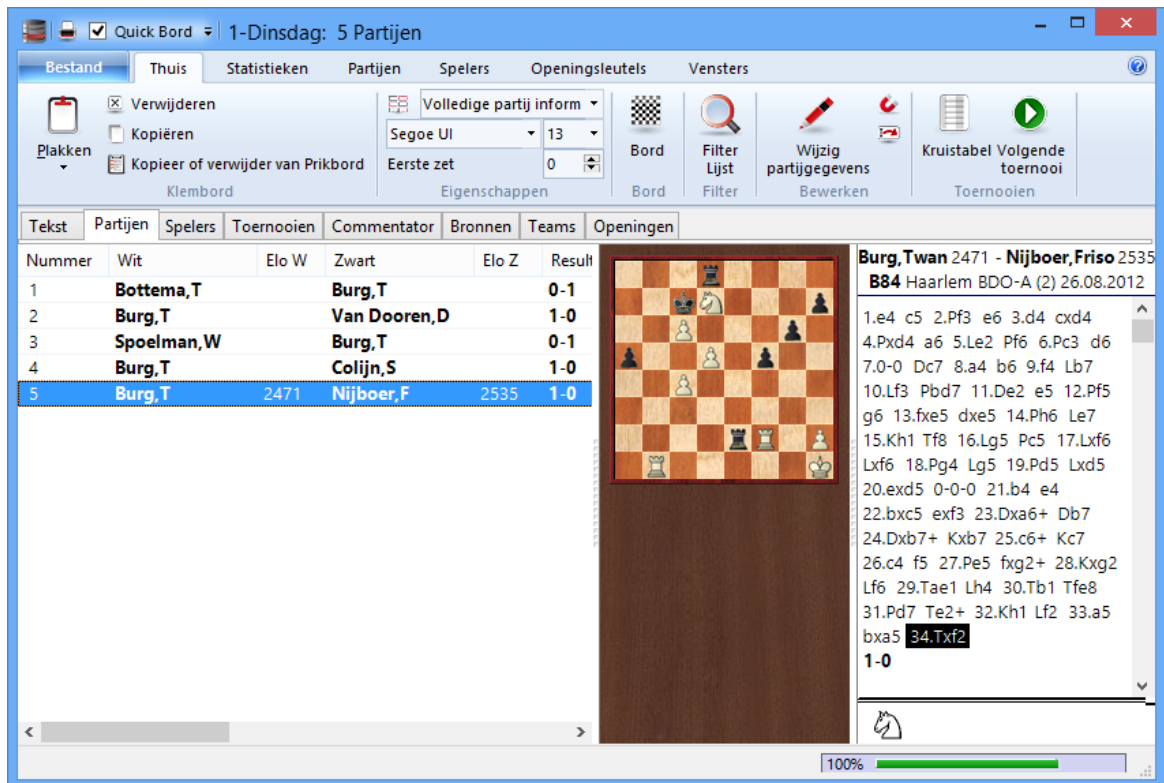 Quick Bord 1-Dinsdag: 5 Partijen
Bestand Thuis Statistieken Partijen Spelers Openingsleutels Vensters
Plakken
Verwijderen
Kopiëren
Kopieer of verwijder van Prikbord
Klembord
Volledige partij inform
Segoe UI 13
Eerste zet 0
Eigenschappen
Bord
Bord
Filter
Lijst
Filter
Wijzig
partijgegevens
Bewerken
Kruistabel Volgende
toernooi
Toernooien
Tekst Partijen Spelers Toernooien Commentator Bronnen Teams Openingen
Nummer Wit Elo W Zwart Elo Z Result
1 Bottema,T Burg,T 0-1
2 Burg,T Van Dooren,D 1-0
3 Spoelman,W Burg,T 0-1
4 Burg,T Colijn,S 1-0
5 Burg,T 2471 Nijboer,F 2535 1-0
Burg,Twan 2471 - Nijboer,Friso 2535
B84 Haarlem BDO-A (2) 26.08.2012
1.e4 c5 2.Pf3 e6 3.d4 cxd4
4.Pxd4 a6 5.Le2 Pf6 6.Pc3 d6
7.0-0 Dc7 8.a4 b6 9.f4 Lb7
10.Lf3 Pbd7 11.De2 e5 12.Pf5
g6 13.fxe5 dxe5 14.Ph6 Le7
15.Kh1 Tf8 16.Lg5 Pc5 17.Lxf6
Lxf6 18.Pg4 Lg5 19.Pd5 Lxd5
20.exd5 0-0-0 21.b4 e4
22.bxc5 exf3 23.Dxa6+ Db7
24.Dxb7+ Kxb7 25.c6+ Kc7
26.c4 f5 27.Pe5 fxg2+ 28.Kxg2
Lf6 29.Tae1 Lh4 30.Tb1 Tfe8
31.Pd7 Te2+ 32.Kh1 Lf2 33.a5
bxa5 34.Txf2
1-0
100%